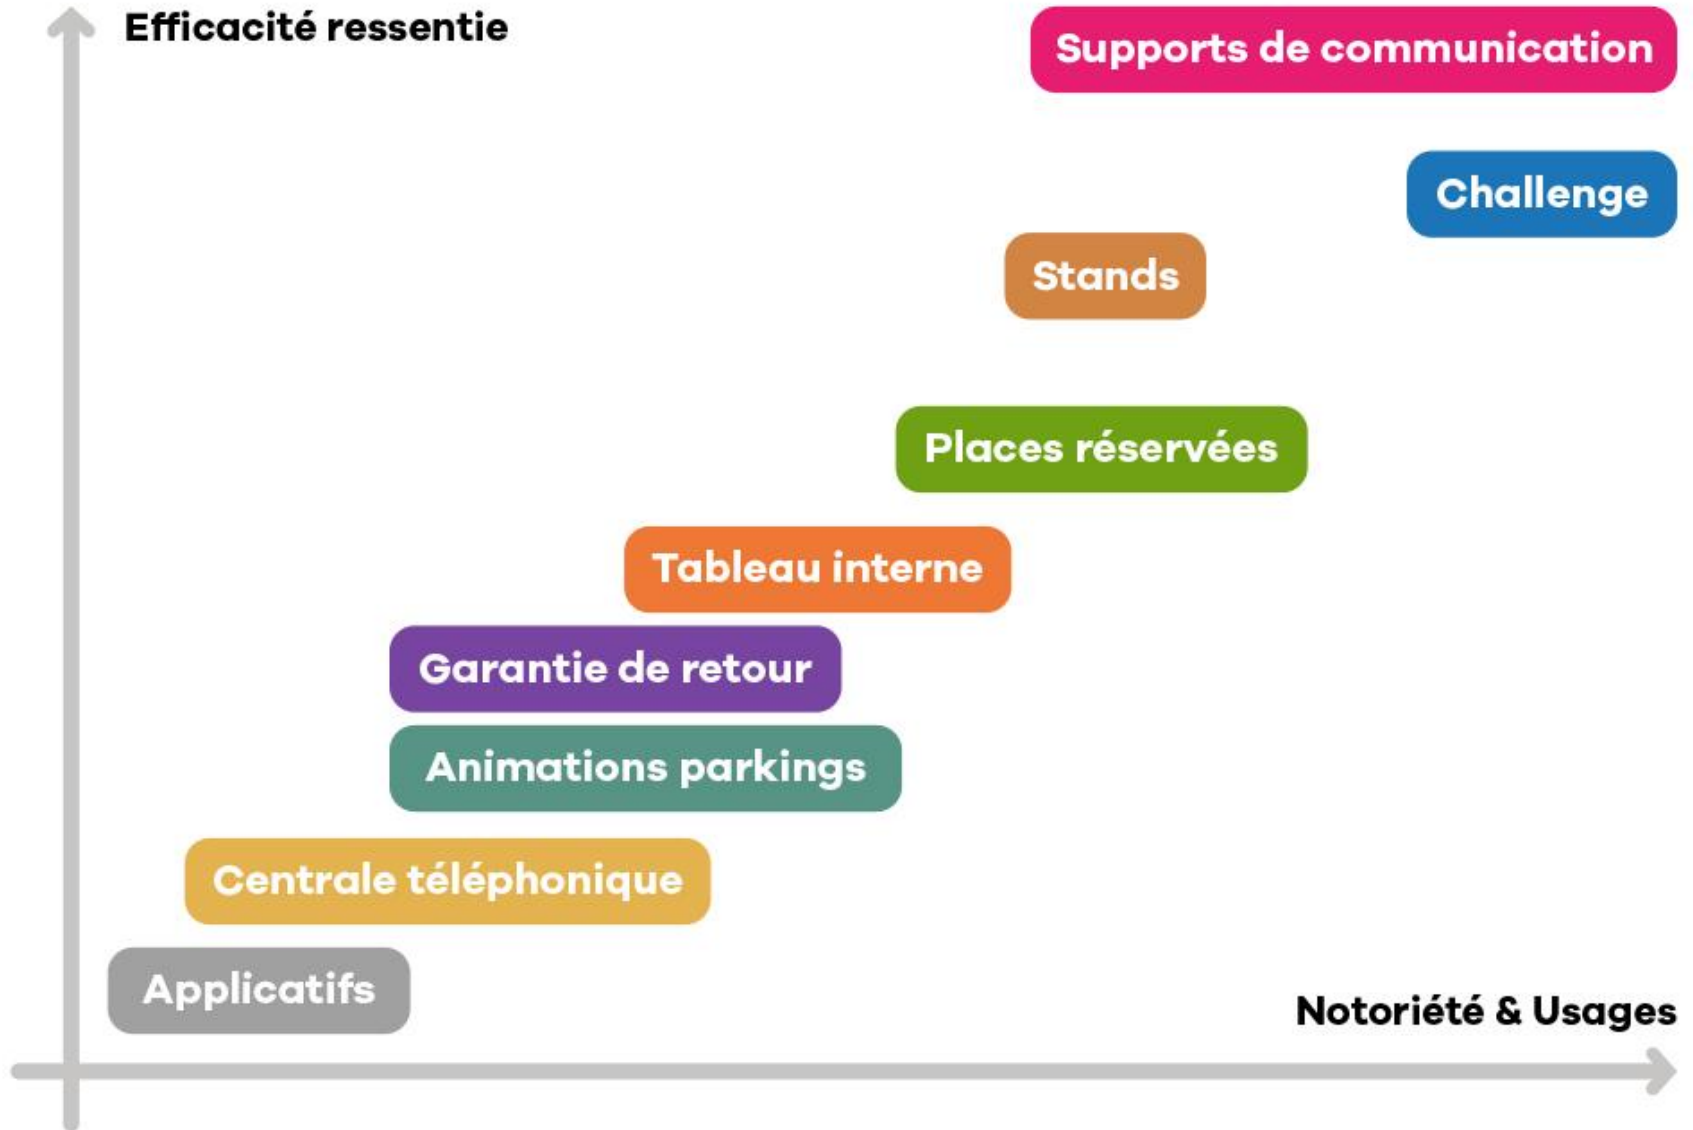 Efficacité ressentie
Supports de communication
Challenge
Stands
Places réservées
Tableau interne
Garantie de retour
Animations parkings
Centrale téléphonique
Applicatifs
Notoriété & Usages